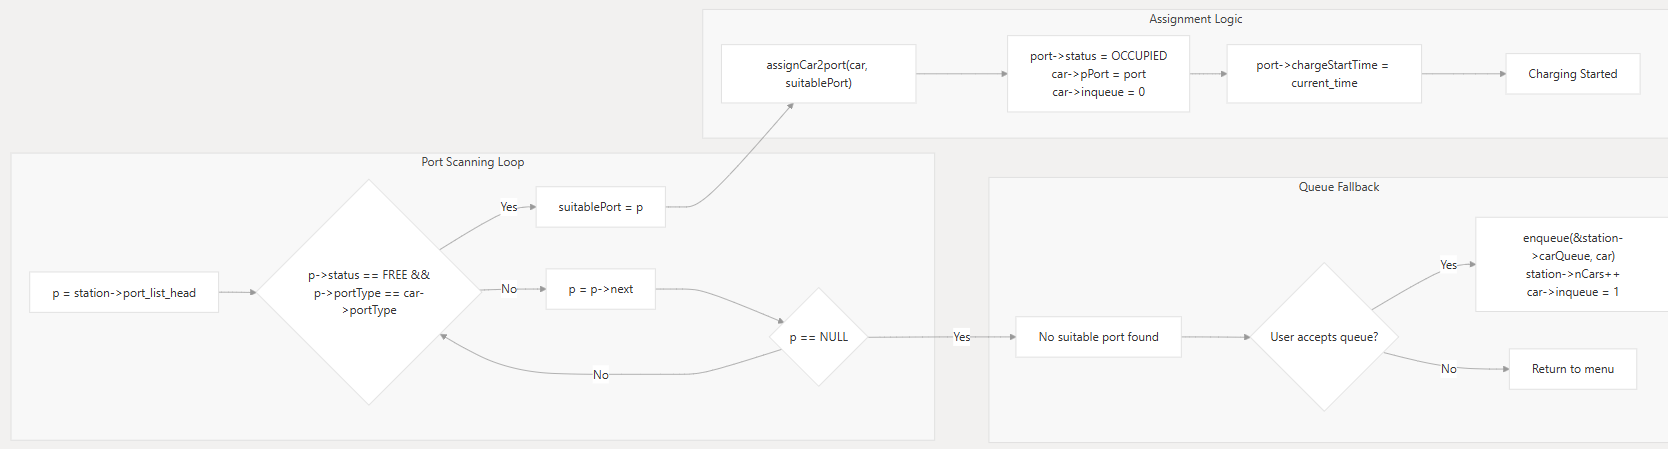 Assignment Logic
assignCar2port(car,
suitablePort)
port->status = OCCUPIED
car->pPort = port
car->inqueue = 0
port->chargeStartTime =
current_time
Charging Started
Port Scanning Loop
p = station->port_list_head
p->status == FREE &&
p->portType == car-
>portType
Yes
suitablePort = p
No
p = p->next
p == NULL
No
Yes
Queue Fallback
No suitable port found
User accepts queue?
Yes
enqueue(&station-
>carQueue, car)
station->nCars++
car->inqueue = 1
No
Return to menu